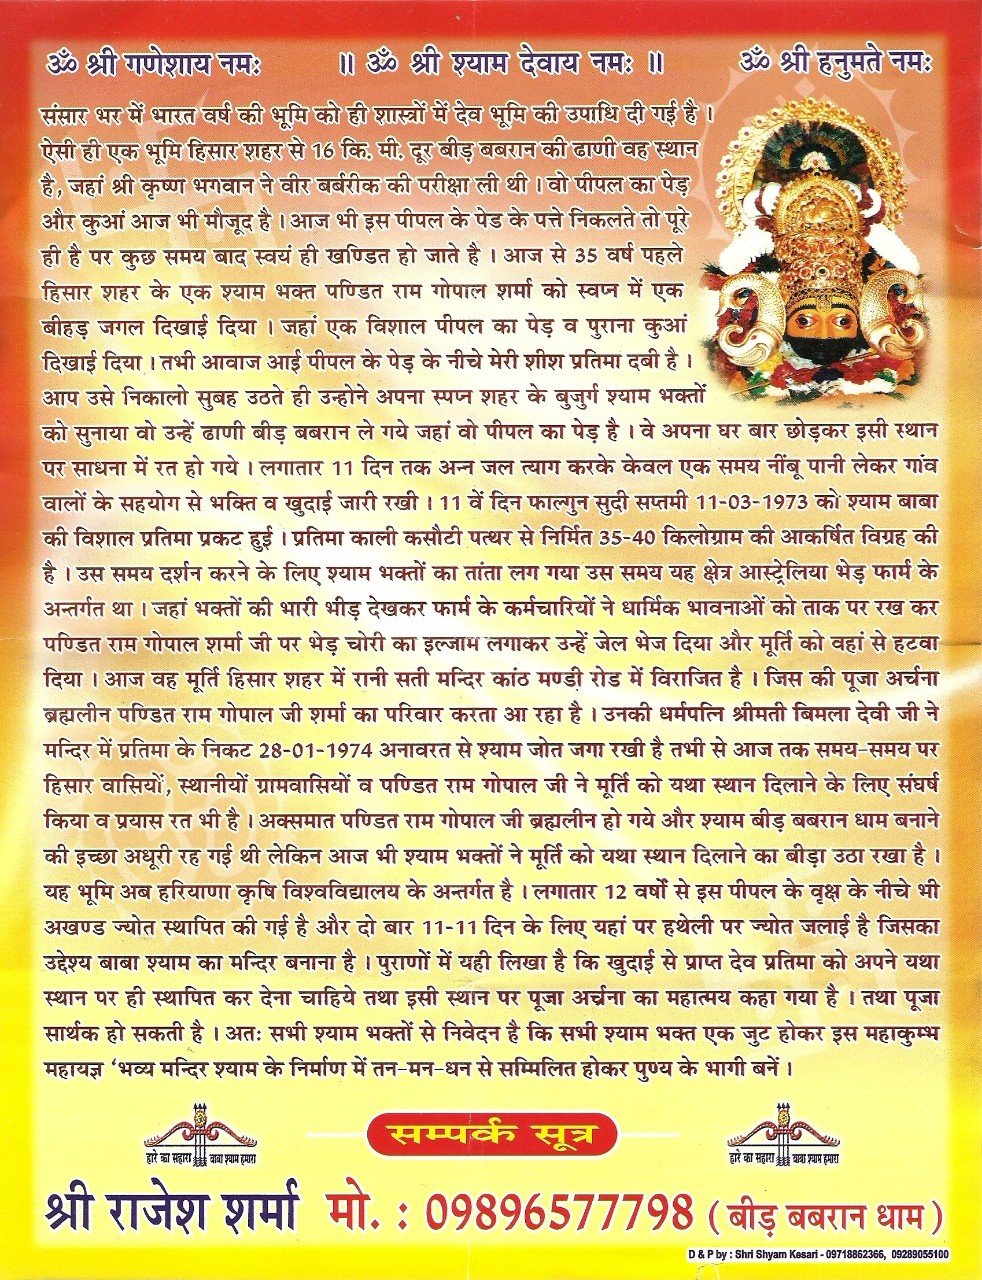 ॐ श्री गणेशाय नमः ॥ ॐ श्री श्याम देवाय नमः ॥ ॐ श्री हनुमते नमः
संसार भर में भारत वर्ष की भूमि को ही शास्त्रों में देव भूमि की उपाधि दी गई है ।
ऐसी ही एक भूमि हिसार शहर से 16 कि. मी. दूर बीड़ बबरान की ढाणी वह स्थान
है, जहां श्री कृष्ण भगवान ने वीर बर्बरीक की परीक्षा ली थी । वो पीपल का पेड़
और कुआं आज भी मौजूद है । आज भी इस पीपल के पेड के पत्ते निकलते तो पूरे
ही है पर कुछ समय बाद स्वयं ही खण्डित हो जाते है । आज से 35 वर्ष पहले
हिसार शहर के एक श्याम भक्त पण्डित राम गोपाल शर्मा को स्वप्न में एक
बीहड़ जगल दिखाई दिया । जहां एक विशाल पीपल का पेड़ व पुराना कुआं
दिखाई दिया । तभी आवाज आई पीपल के पेड़ के नीचे मेरी शीश प्रतिमा दबी है ।
आप उसे निकालो सुबह उठते ही उन्होने अपना स्पप्न शहर के बुजुर्ग श्याम भक्तों
को सुनाया वो उन्हें ढाणी बीड़ बबरान ले गये जहां वो पीपल का पेड़ है । वे अपना घर बार छोड़कर इसी स्थान
पर साधना में रत हो गये । लगातार 11 दिन तक अन्न जल त्याग करके केवल एक समय नींबू पानी लेकर गांव
वालों के सहयोग से भक्ति व खुदाई जारी रखी । 11 वें दिन फाल्गुन सुदी सप्तमी 11-03-1973 को श्याम बाबा
की विशाल प्रतिमा प्रकट हुई । प्रतिमा काली कसौटी पत्थर से निर्मित 35-40 किलोग्राम की आकर्षित विग्रह की
है । उस समय दर्शन करने के लिए श्याम भक्तों का तांता लग गया उस समय यह क्षेत्र आस्ट्रेलिया भेड़ फार्म के
अन्तर्गत था । जहां भक्तों की भारी भीड़ देखकर फार्म के कर्मचारियों ने धार्मिक भावनाओं को ताक पर रख कर
पण्डित राम गोपाल शर्मा जी पर भेड़ चोरी का इल्जाम लगाकर उन्हें जेल भेज दिया और मूर्ति को वहां से हटवा
दिया । आज वह मूर्ति हिसार शहर में रानी सती मन्दिर कांठ मण्डी रोड में विराजित है । जिस की पूजा अर्चना
ब्रह्मलीन पण्डित राम गोपाल जी शर्मा का परिवार करता आ रहा है । उनकी धर्मपत्नि श्रीमती बिमला देवी जी ने
मन्दिर में प्रतिमा के निकट 28-01-1974 अनावरत से श्याम जोत जगा रखी है तभी से आज तक समय-समय पर
हिसार वासियों, स्थानीयों ग्रामवासियों व पण्डित राम गोपाल जी ने मूर्ति को यथा स्थान दिलाने के लिए संघर्ष
किया व प्रयास रत भी है । अक्समात पण्डित राम गोपाल जी ब्रह्मलीन हो गये और श्याम बीड़ बबरान धाम बनाने
की इच्छा अधूरी रह गई थी लेकिन आज भी श्याम भक्तों ने मूर्ति को यथा स्थान दिलाने का बीड़ा उठा रखा है ।
यह भूमि अब हरियाणा कृषि विश्वविद्यालय के अन्तर्गत है । लगातार 12 वर्षों से इस पीपल के वृक्ष के नीचे भी
अखण्ड ज्योत स्थापित की गई है और दो बार 11-11 दिन के लिए यहां पर हथेली पर ज्योत जलाई है जिसका
उद्देश्य बाबा श्याम का मन्दिर बनाना है । पुराणों में यही लिखा है कि खुदाई से प्राप्त देव प्रतिमा को अपने यथा
स्थान पर ही स्थापित कर देना चाहिये तथा इसी स्थान पर पूजा अर्चना का महात्मय कहा गया है । तथा पूजा
सार्थक हो सकती है । अतः सभी श्याम भक्तों से निवेदन है कि सभी श्याम भक्त एक जुट होकर इस महाकुम्भ
महायज्ञ 'भव्य मन्दिर श्याम के निर्माण में तन-मन-धन से सम्मिलित होकर पुण्य के भागी बनें ।
हारे का सहारा बाबा श्याम हमारा
सम्पर्क सूत्र
हारे का सहारा बाबा श्याम हमारा
श्री राजेश शर्मा मो. : 09896577798 ( बीड़ बबरान धाम )
D & P by : Shri Shyam Kesari - 09718862366, 09289055100